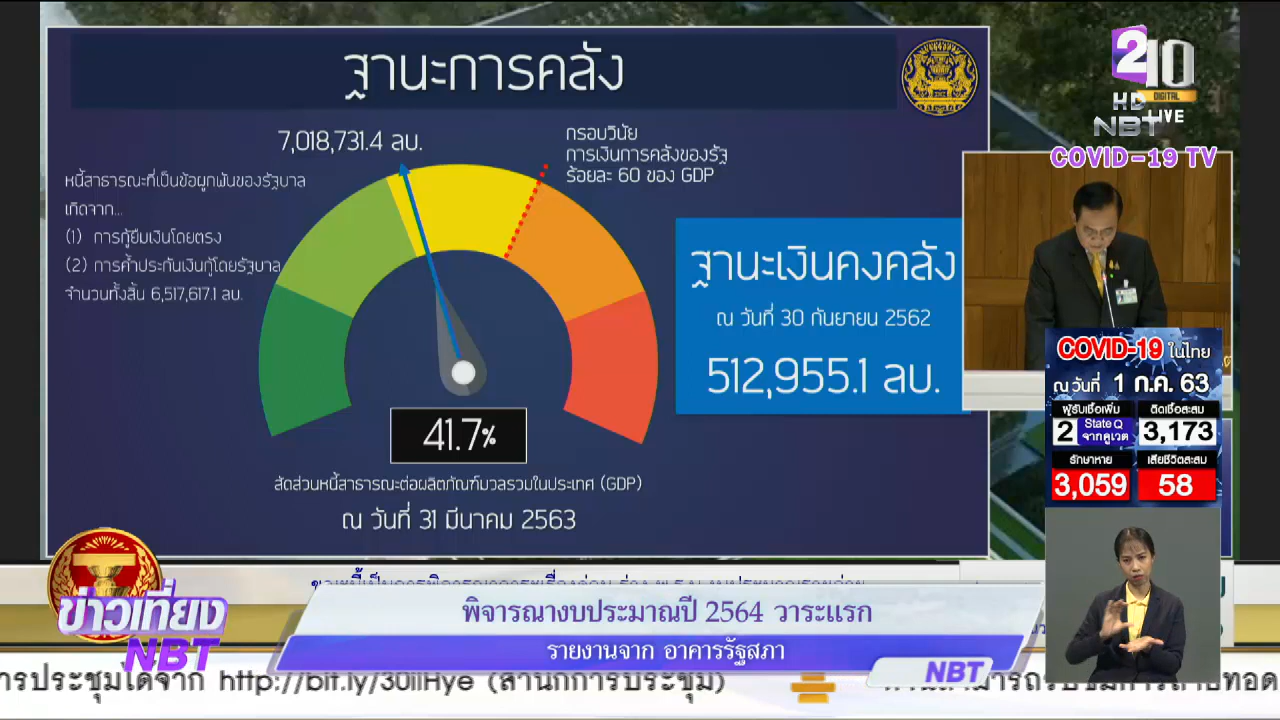 ฐานะการคลัง
7,018,731.4 ลบ.
กรอบวินัย
การเงินการคลังของรัฐ
ร้อยละ 60 ของ GDP
หนี้สาธารณะที่เป็นข้อผูกพันของรัฐบาล
เกิดจาก...
(1) การกู้ยืมเงินโดยตรง
(2) การค้ำประกันเงินกู้โดยรัฐบาล
จำนวนทั้งสิ้น 6,517,617.1 ลบ.
ฐานะเงินคงคลัง
ณ วันที่ 30 กันยายน 2562
512,955.1 ลบ.
41.7%
สัดส่วนหนี้สาธารณะต่อผลิตภัณฑ์มวลรวมในประเทศ (GDP)
ณ วันที่ 31 มีนาคม 2563
2 10
DIGITAL
HD
LIVE
NBT
COVID-19 TV
COVID-19 ในไทย
ณ วันที่ 1 ก.ค. 63
ผู้รับเชื้อเพิ่ม ติดเชื้อสะสม
2 State Q จากคูเวต 3,173
รักษาหาย เสียชีวิตสะสม
3,059 58
ข่าวเที่ยง
NBT
พิจารณางบประมาณปี 2564 วาระแรก
รายงานจาก อาคารรัฐสภา
NBT
การประชุมได้จาก (สำนักการประชุม)